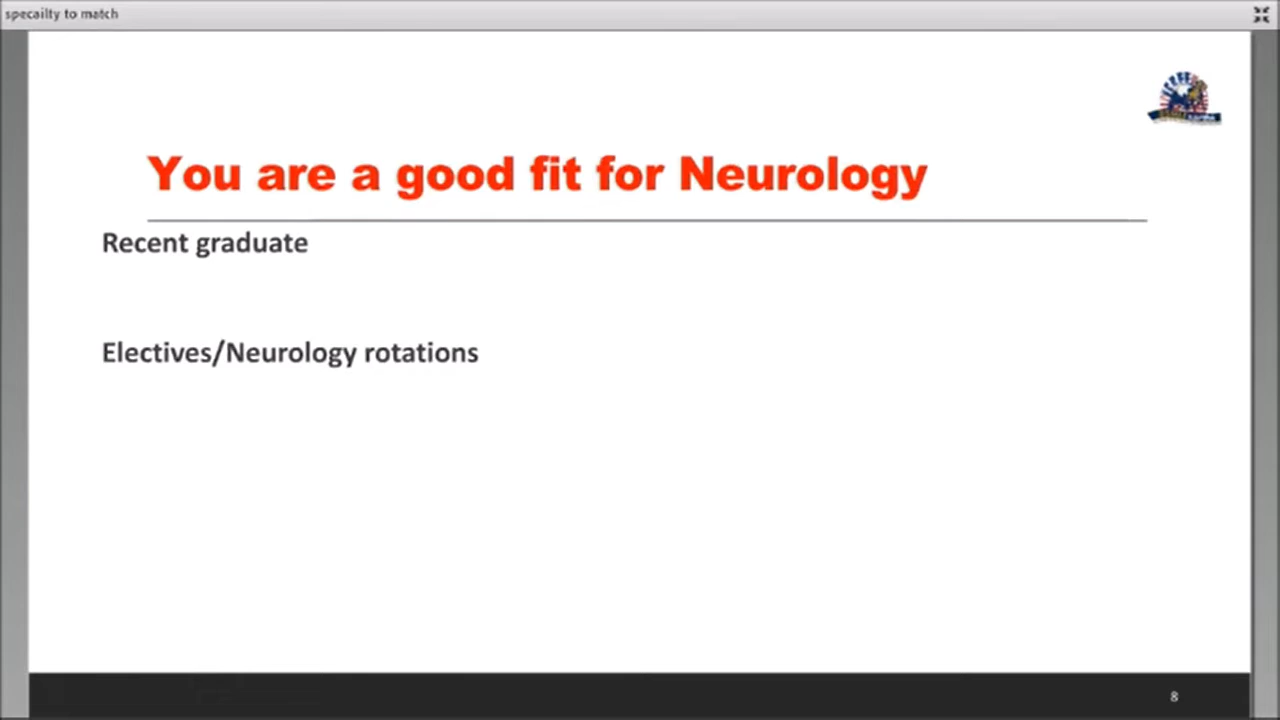 specailty to match
You are a good fit for Neurology
Recent graduate
Electives/Neurology rotations
8